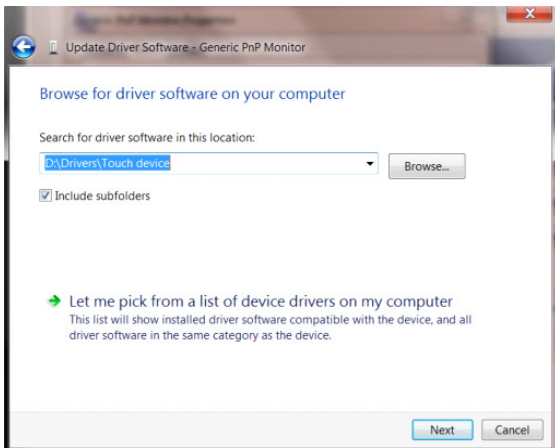 Update Driver Software - Generic PnP Monitor
Browse for driver software on your computer
Search for driver software in this location:
D:\Drivers\Touch device
Browse...
Include subfolders
Let me pick from a list of device drivers on my computer
This list will show installed driver software compatible with the device, and all
driver software in the same category as the device.
Next
Cancel